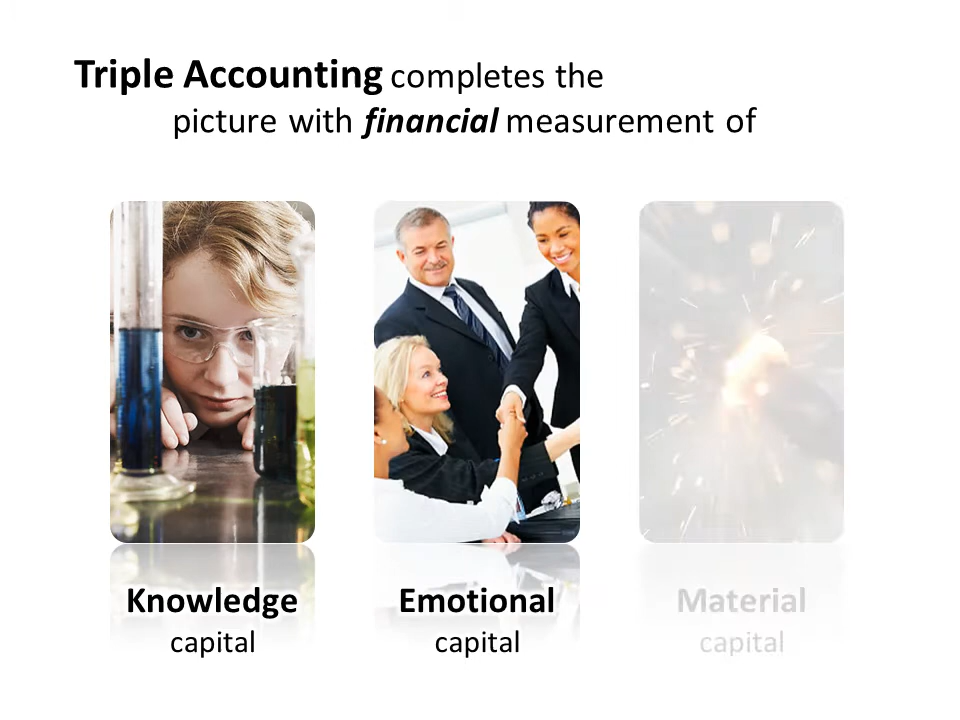 Triple Accounting completes the
picture with financial measurement of
Knowledge
capital
Emotional
capital
Material
capital